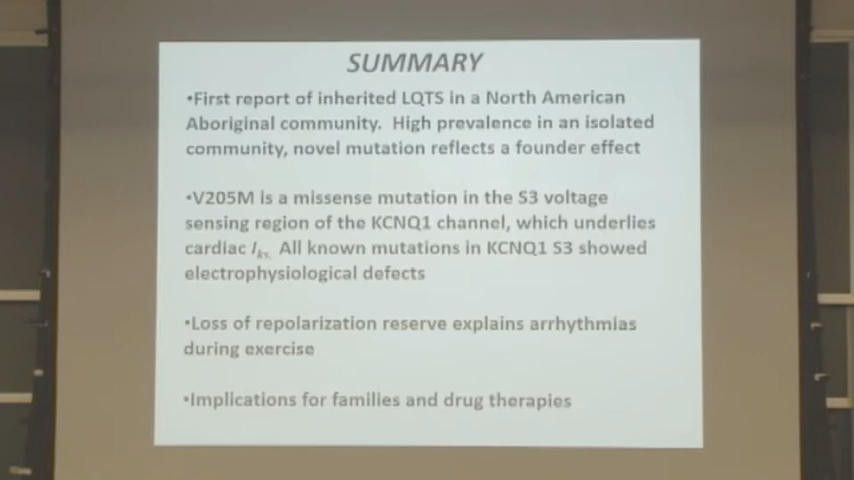 SUMMARY
•First report of inherited LQTS in a North American
Aboriginal community. High prevalence in an isolated
community, novel mutation reflects a founder effect
•V205M is a missense mutation in the S3 voltage
sensing region of the KCNQ1 channel, which underlies
cardiac Iks. All known mutations in KCNQ1 S3 showed
electrophysiological defects
•Loss of repolarization reserve explains arrhythmias
during exercise
•Implications for families and drug therapies